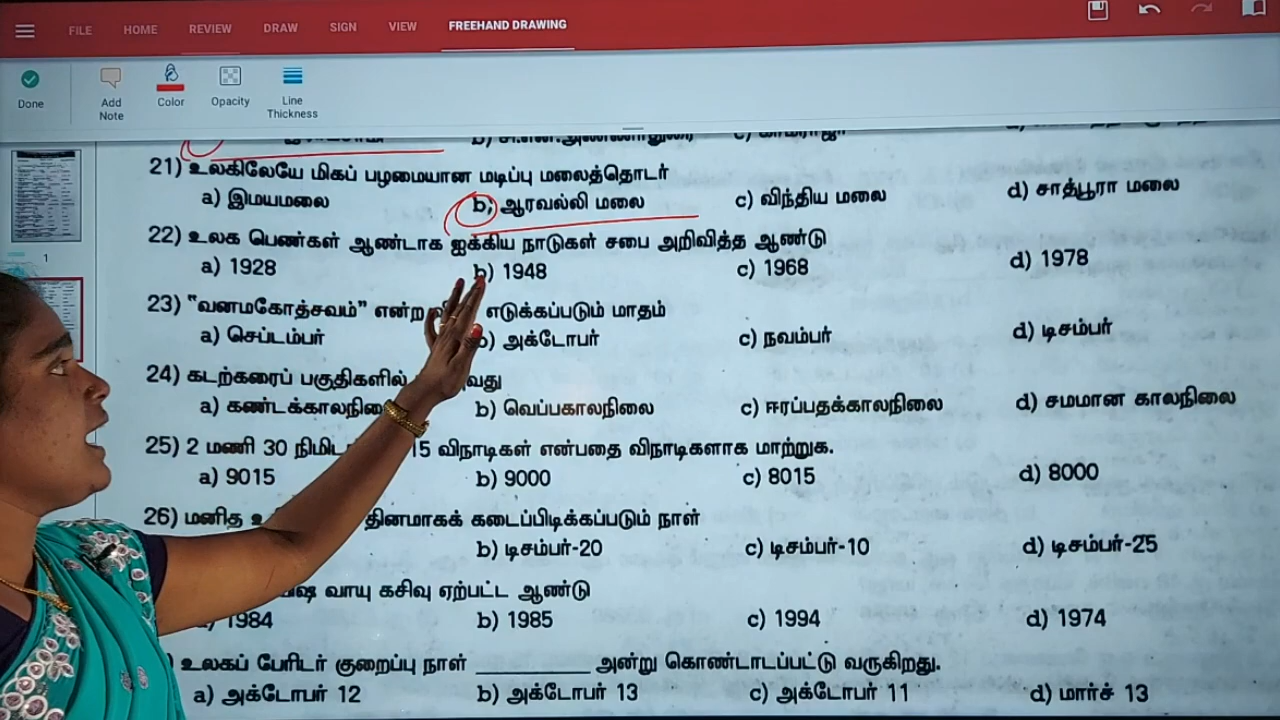 FILE HOME REVIEW DRAW SIGN VIEW FREEHAND DRAWING
Done Add Note Color Opacity Line Thickness
21) உலகிலேயே மிகப் பழமையான மடிப்பு மலைத்தொடர்
a) இமயமலை b) ஆரவல்லி மலை c) விந்திய மலை d) சாத்பூரா மலை
22) உலக பெண்கள் ஆண்டாக ஐக்கிய நாடுகள் சபை அறிவித்த ஆண்டு
a) 1928 b) 1948 c) 1968 d) 1978
23) "வனமகோத்சவம்" என்ற எடுக்கப்படும் மாதம்
a) செப்டம்பர் b) அக்டோபர் c) நவம்பர் d) டிசம்பர்
24) கடற்கரைப் பகுதிகளில்
a) b) வெப்பகாலநிலை c) ஈரப்பதக்காலநிலை d) சமமான காலநிலை
25) 2 மணி 30 15 விநாடிகள் என்பதை விநாடிகளாக மாற்றுக.
a) 9015 b) 9000 c) 8015 d) 8000
26) மனித தினமாகக் கடைப்பிடிக்கப்படும் நாள்
b) டிசம்பர்-20 c) டிசம்பர்-10 d) டிசம்பர்-25
வாயு கசிவு ஏற்பட்ட ஆண்டு
1984 b) 1985 c) 1994 d) 1974
உலகப் பேரிடர் குறைப்பு நாள் __________ அன்று கொண்டாடப்பட்டு வருகிறது.
a) அக்டோபர் 12 b) அக்டோபர் 13 c) அக்டோபர் 11 d) மார்ச் 13
1